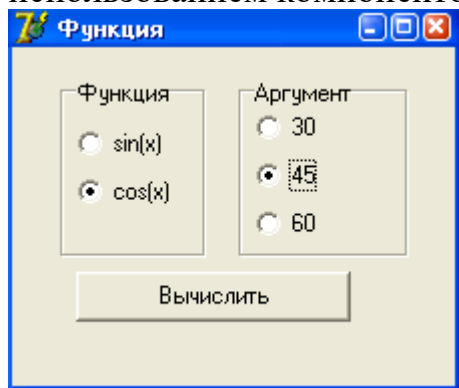 Функция
Функция
sin(x)
cos(x)
Аргумент
30
45
60
Вычислить